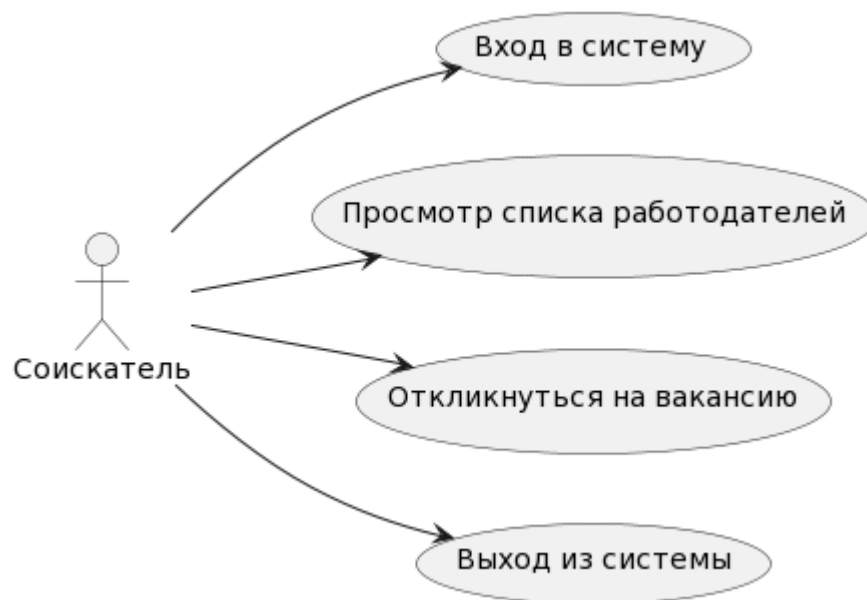 Вход в систему
Просмотр списка работодателей
Соискатель
Откликнуться на вакансию
Выход из системы